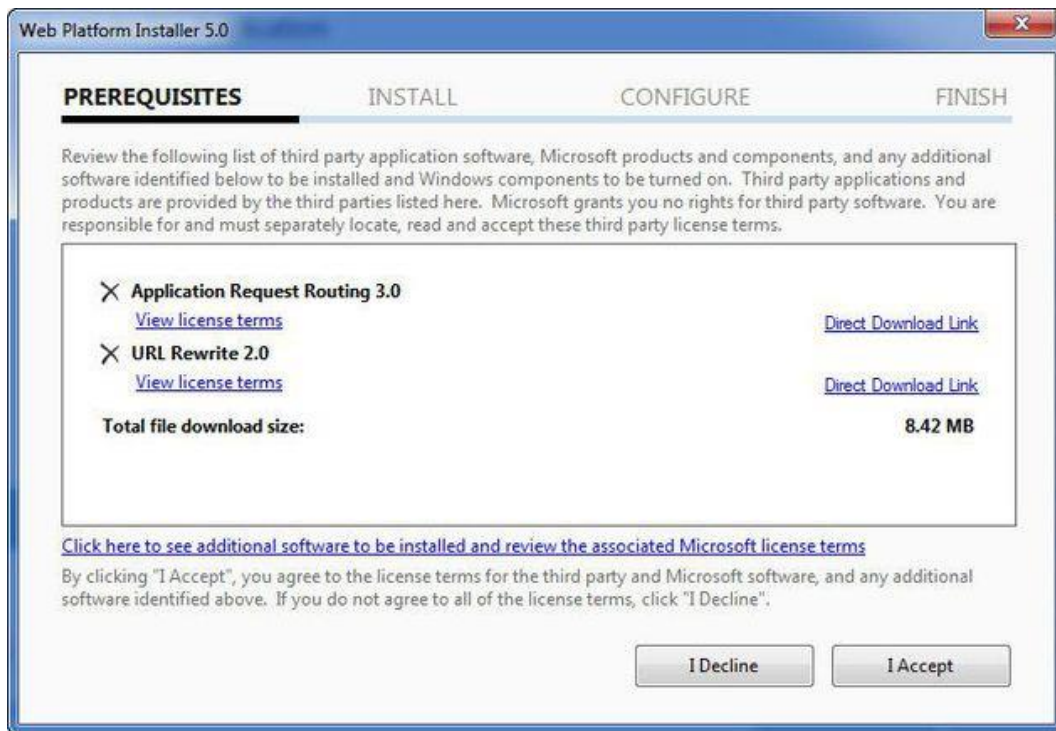 Web Platform Installer 5.0
PREREQUISITES INSTALL CONFIGURE FINISH
Review the following list of third party application software, Microsoft products and components, and any additional
software identified below to be installed and Windows components to be turned on. Third party applications and
products are provided by the third parties listed here. Microsoft grants you no rights for third party software. You are
responsible for and must separately locate, read and accept these third party license terms.
Application Request Routing 3.0
View license terms Direct Download Link
URL Rewrite 2.0
View license terms Direct Download Link
Total file download size: 8.42 MB
Click here to see additional software to be installed and review the associated Microsoft license terms
By clicking "I Accept", you agree to the license terms for the third party and Microsoft software, and any additional
software identified above. If you do not agree to all of the license terms, click "I Decline".
I Decline I Accept